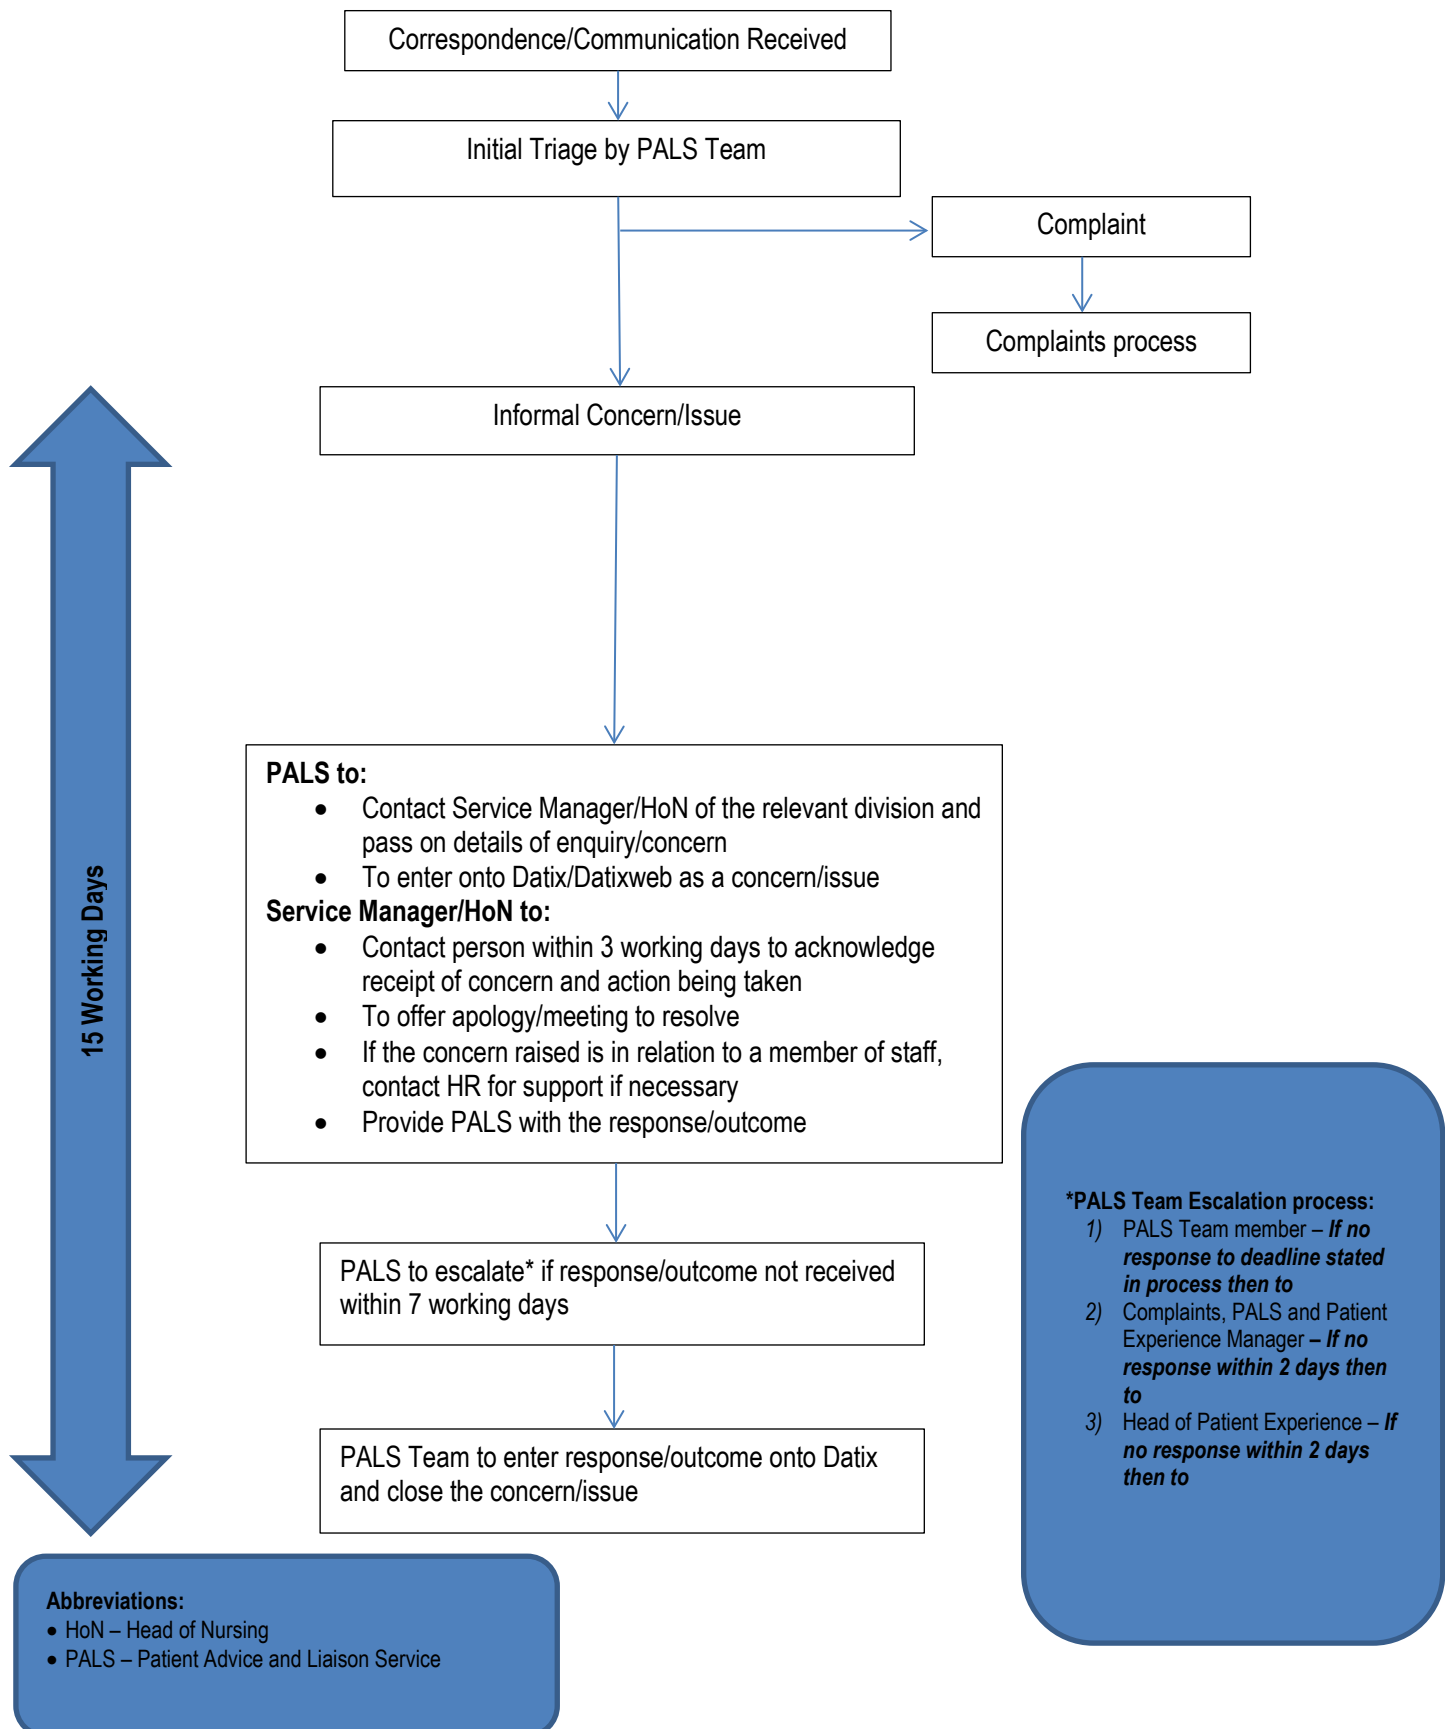 Correspondence/Communication Received
Initial Triage by PALS Team
Complaint
Complaints process
Informal Concern/Issue
15 Working Days
PALS to:
• Contact Service Manager/HoN of the relevant division and
pass on details of enquiry/concern
• To enter onto Datix/Datixweb as a concern/issue
Service Manager/HoN to:
• Contact person within 3 working days to acknowledge
receipt of concern and action being taken
• To offer apology/meeting to resolve
• If the concern raised is in relation to a member of staff,
contact HR for support if necessary
• Provide PALS with the response/outcome
PALS to escalate* if response/outcome not received
within 7 working days
PALS Team to enter response/outcome onto Datix
and close the concern/issue
*PALS Team Escalation process:
1) PALS Team member – If no
response to deadline stated
in process then to
2) Complaints, PALS and Patient
Experience Manager – If no
response within 2 days then
to
3) Head of Patient Experience – If
no response within 2 days
then to
Abbreviations:
• HoN – Head of Nursing
• PALS – Patient Advice and Liaison Service